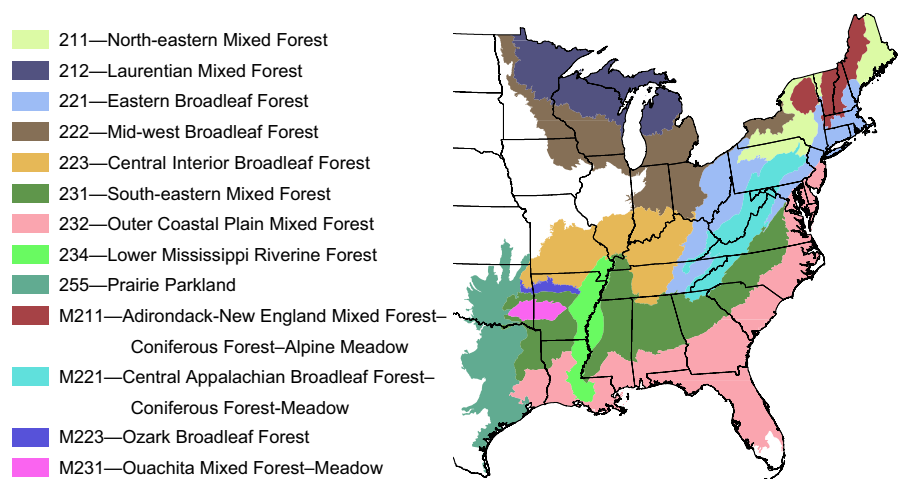 211—North-eastern Mixed Forest
212—Laurentian Mixed Forest
221—Eastern Broadleaf Forest
222—Mid-west Broadleaf Forest
223—Central Interior Broadleaf Forest
231—South-eastern Mixed Forest
232—Outer Coastal Plain Mixed Forest
234—Lower Mississippi Riverine Forest
255—Prairie Parkland
M211—Adirondack-New England Mixed Forest–
Coniferous Forest–Alpine Meadow
M221—Central Appalachian Broadleaf Forest–
Coniferous Forest-Meadow
M223—Ozark Broadleaf Forest
M231—Ouachita Mixed Forest–Meadow